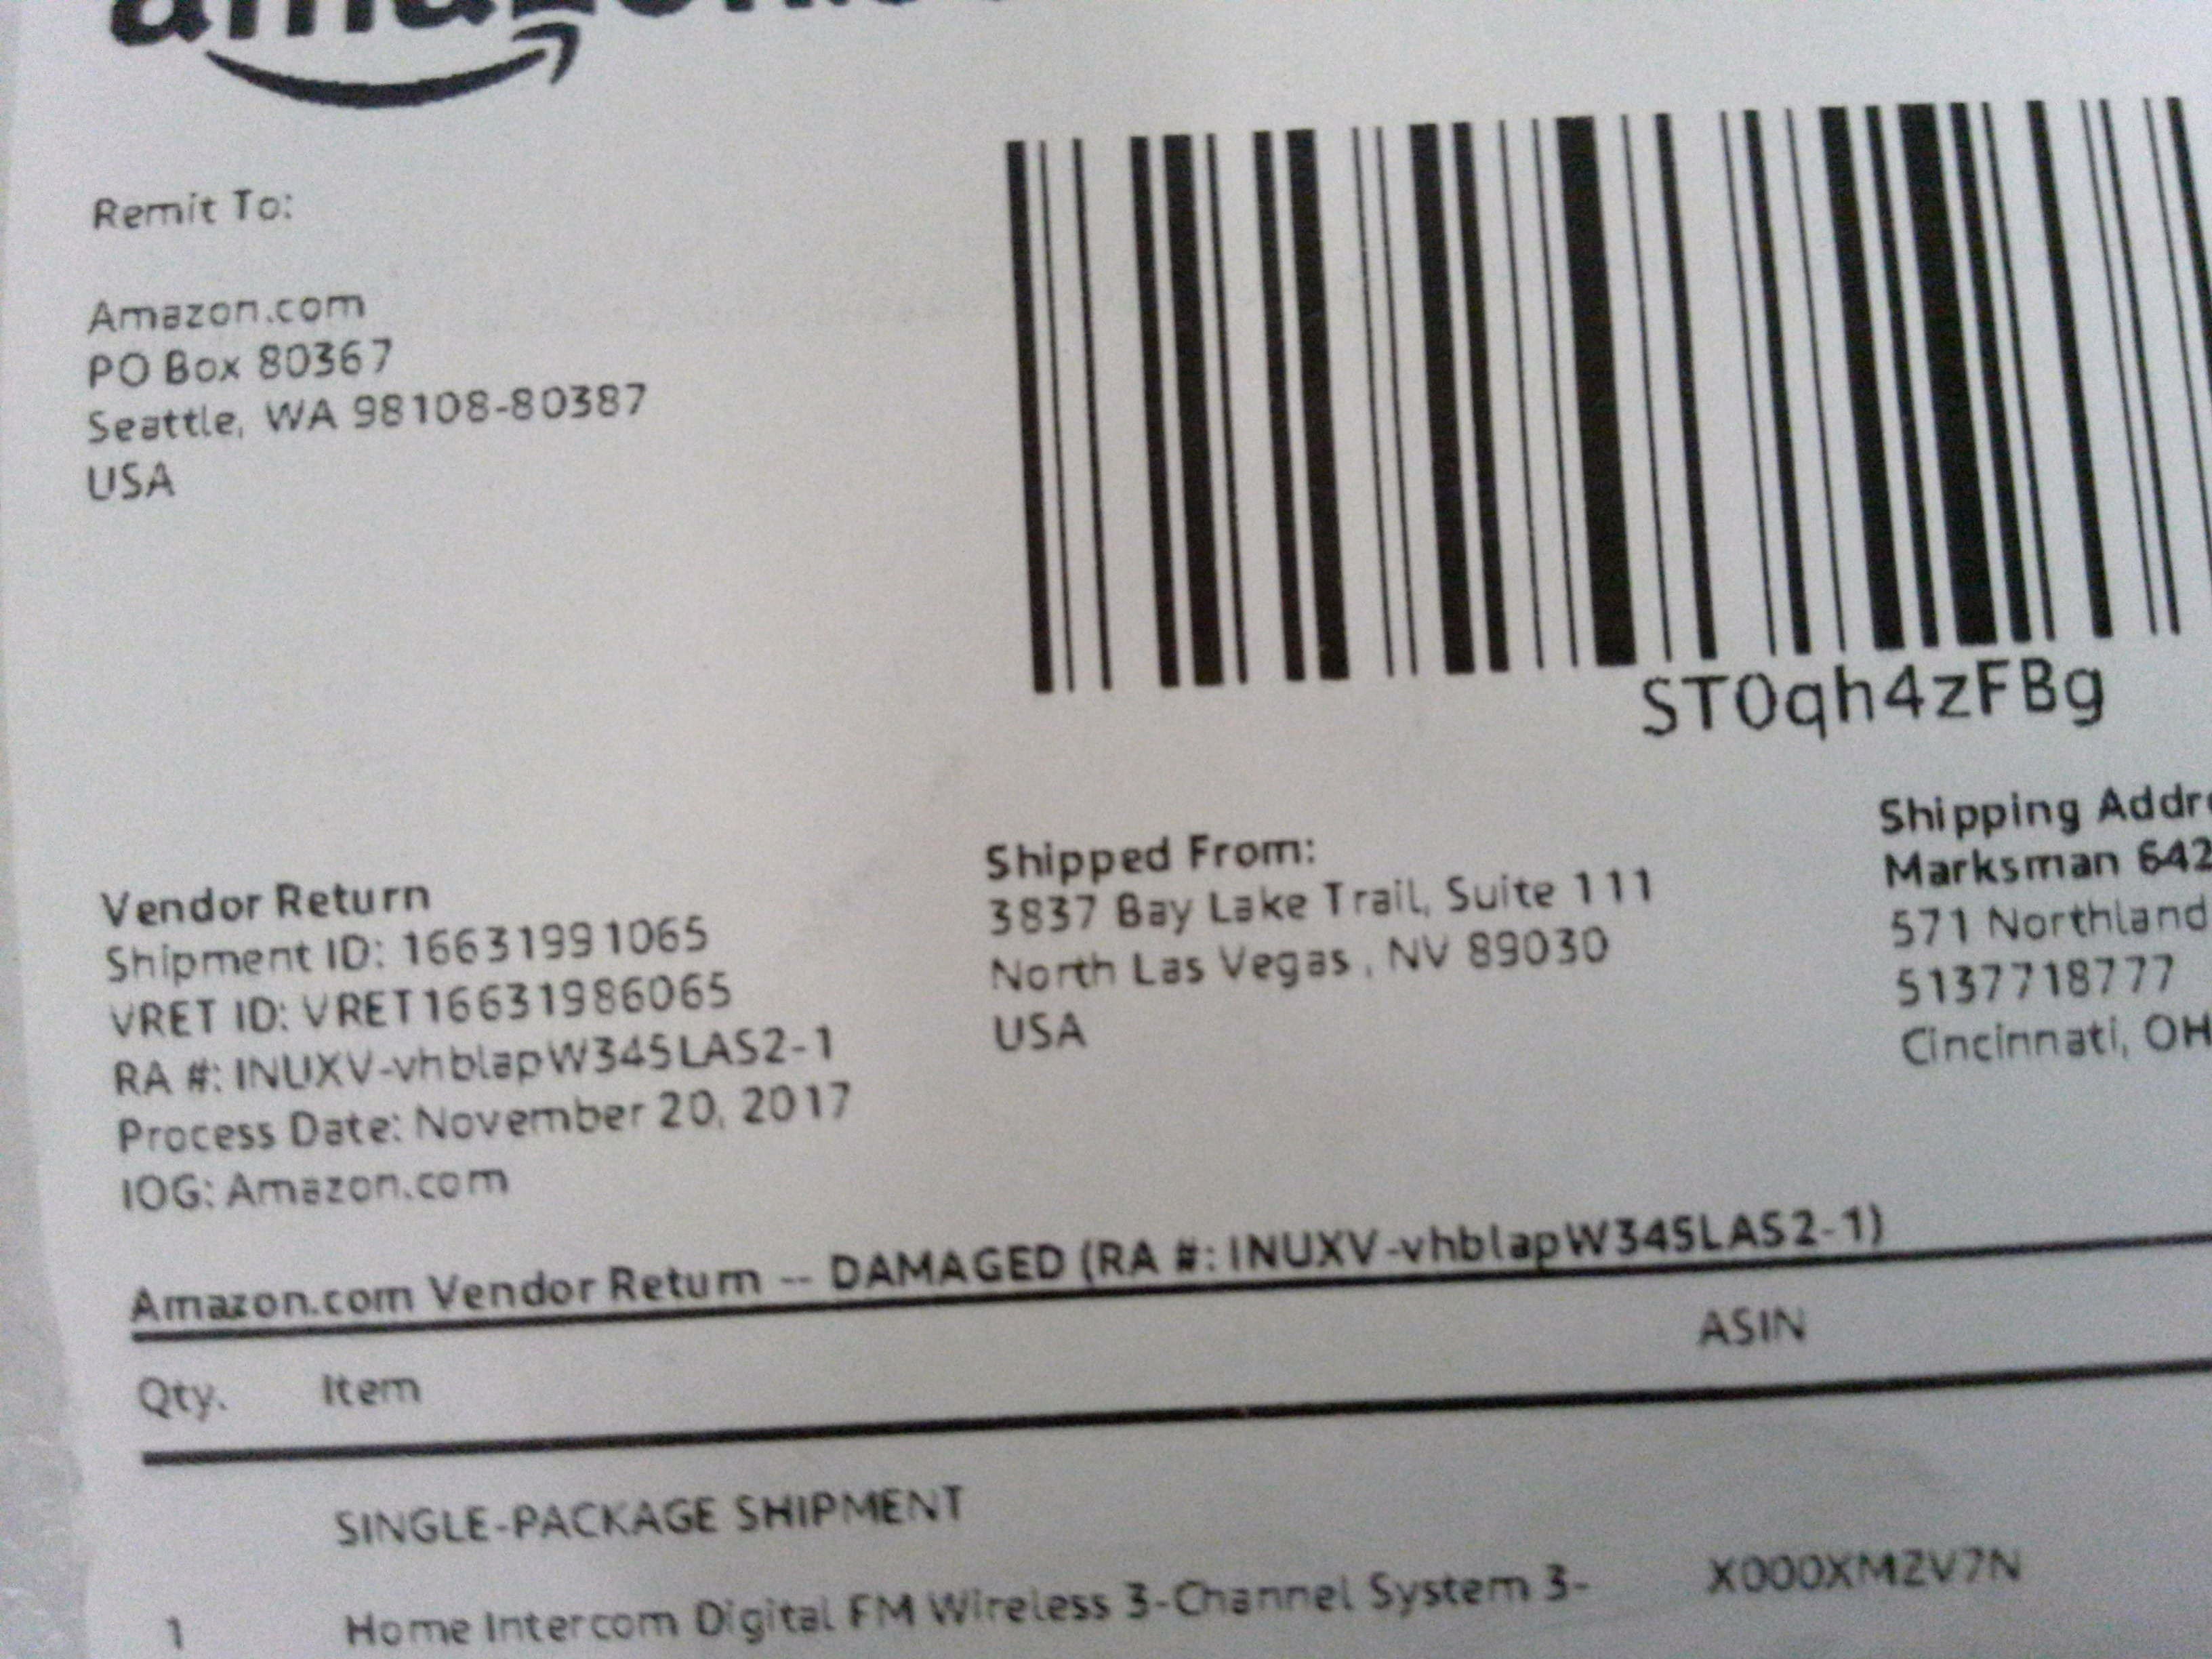 Remit To:
Amazon.com
PO Box 80367
Seattle, WA 98108-80387
USA
ST0qh4zFBg
Vendor Return
Shipment ID: 16631991065
VRET ID: VRET16631986065
RA #: INUXV-vhblapW345LAS2-1
Process Date: November 20, 2017
IOG: Amazon.com
Shipped From:
3837 Bay Lake Trail, Suite 111
North Las Vegas , NV 89030
USA
Shipping
Marksman 642
571 Northland
5137718777
Cincinnati, OH
Amazon.com Vendor Return -- DAMAGED (RA #: INUXV-vhblapW345LAS2-1)
Qty. Item ASIN
SINGLE-PACKAGE SHIPMENT
1 Home Intercom Digital FM Wireless 3-Channel System 3- X000XMZV7N